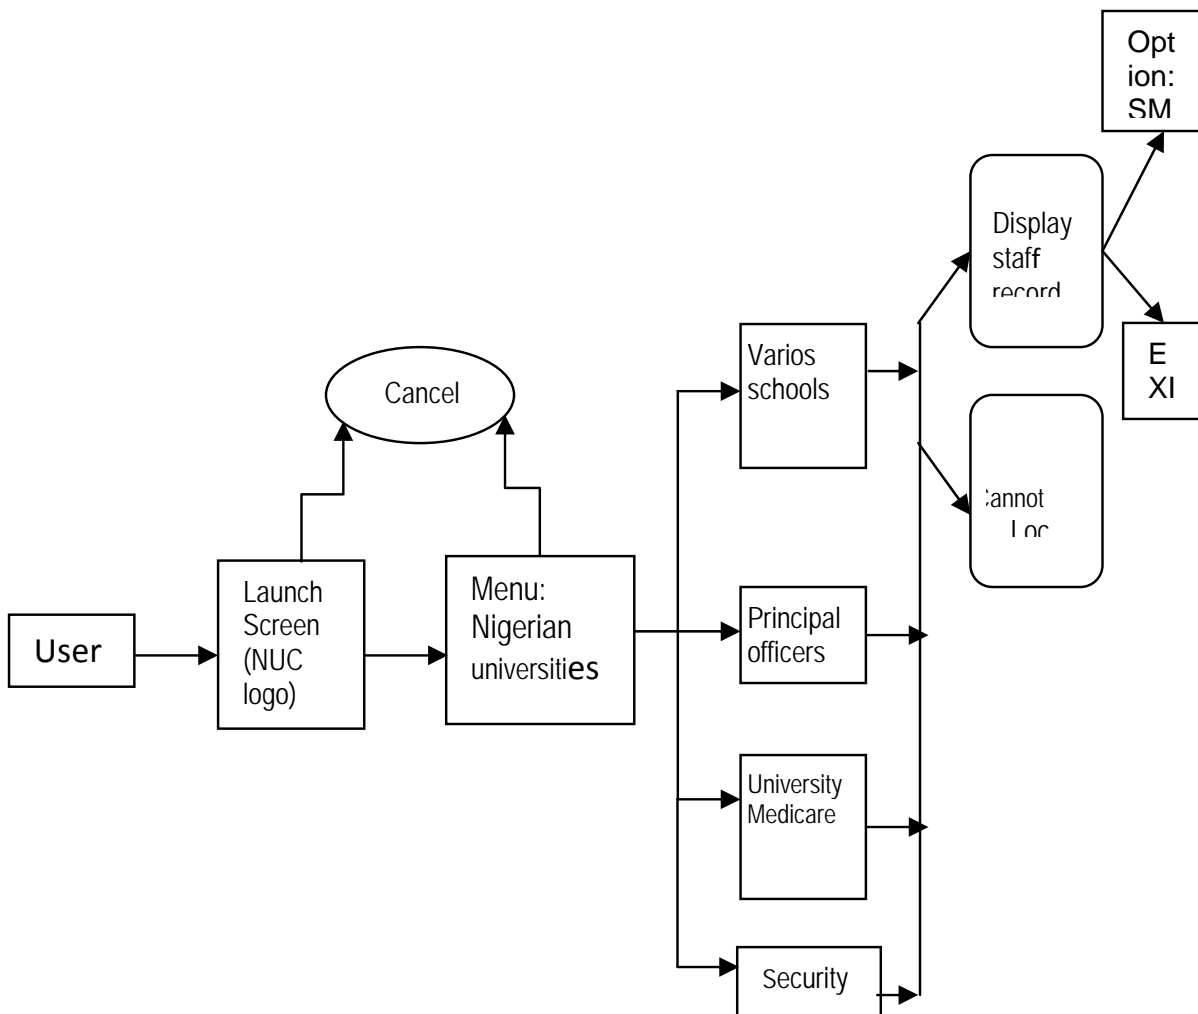 User
Launch
Screen
(NUC
logo)
Cancel
Menu:
Nigerian
universities
Varios
schools
Principal
officers
University
Medicare
Security
Display
staff
record
Cannot
Loc
Opt
ion:
SM
E
XI